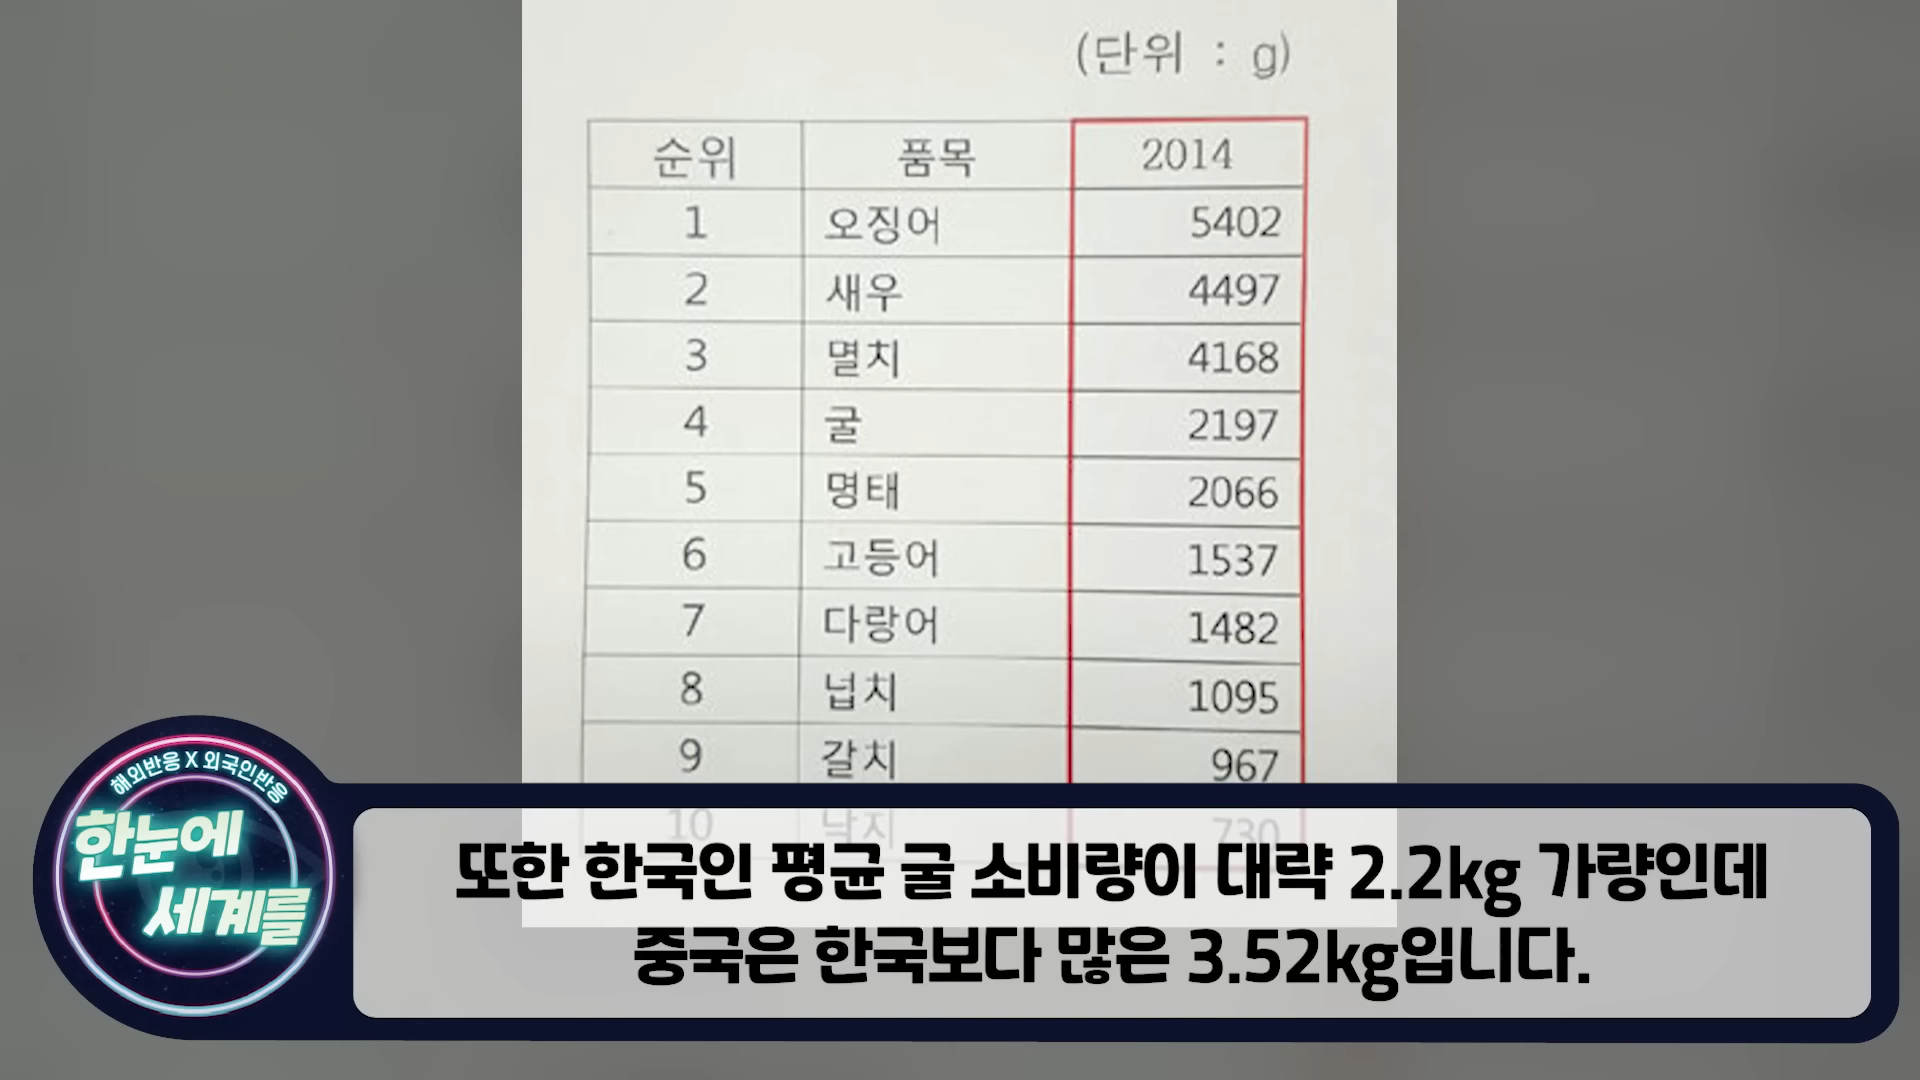 (단위 : g)
순위 품목 2014
1 오징어 5402
2 새우 4497
3 멸치 4168
4 굴 2197
5 명태 2066
6 고등어 1537
7 다랑어 1482
8 넙치 1095
9 갈치 967
10 낙지 730
해외반응 X 외국인반응
한눈에
세계를
또한 한국인 평균 굴 소비량이 대략 2.2kg 가량인데
중국은 한국보다 많은 3.52kg입니다.